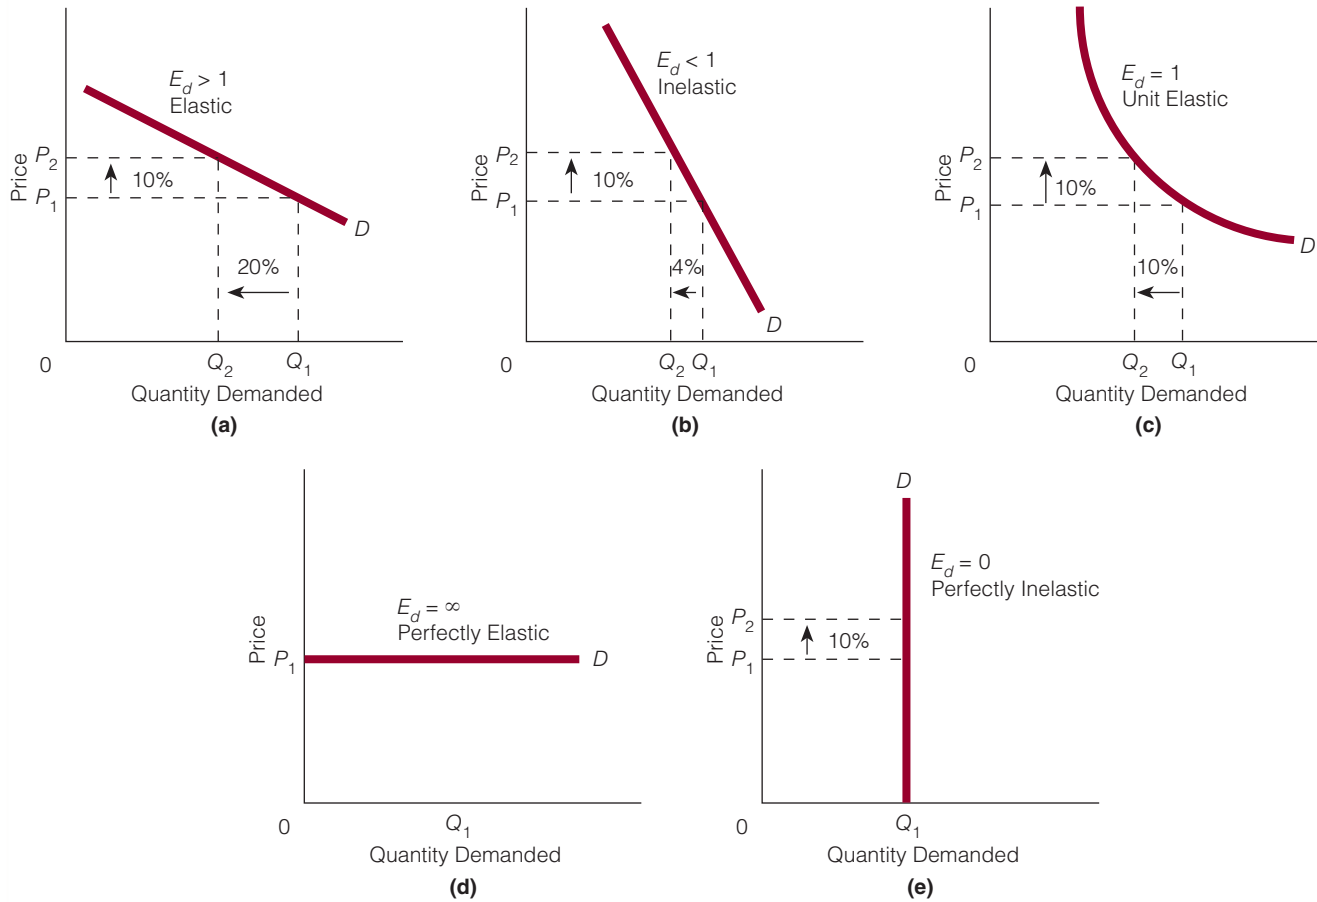 E_d > 1
Elastic
Price
P_2
P_1
10%
20%
D
0
Q_2
Q_1
Quantity Demanded
(a)
E_d < 1
Inelastic
Price
P_2
P_1
10%
4%
D
0
Q_2
Q_1
Quantity Demanded
(b)
E_d = 1
Unit Elastic
Price
P_2
P_1
10%
10%
D
0
Q_2
Q_1
Quantity Demanded
(c)
E_d = ∞
Perfectly Elastic
Price
P_1
D
0
Q_1
Quantity Demanded
(d)
D
E_d = 0
Perfectly Inelastic
Price
P_2
P_1
10%
0
Q_1
Quantity Demanded
(e)